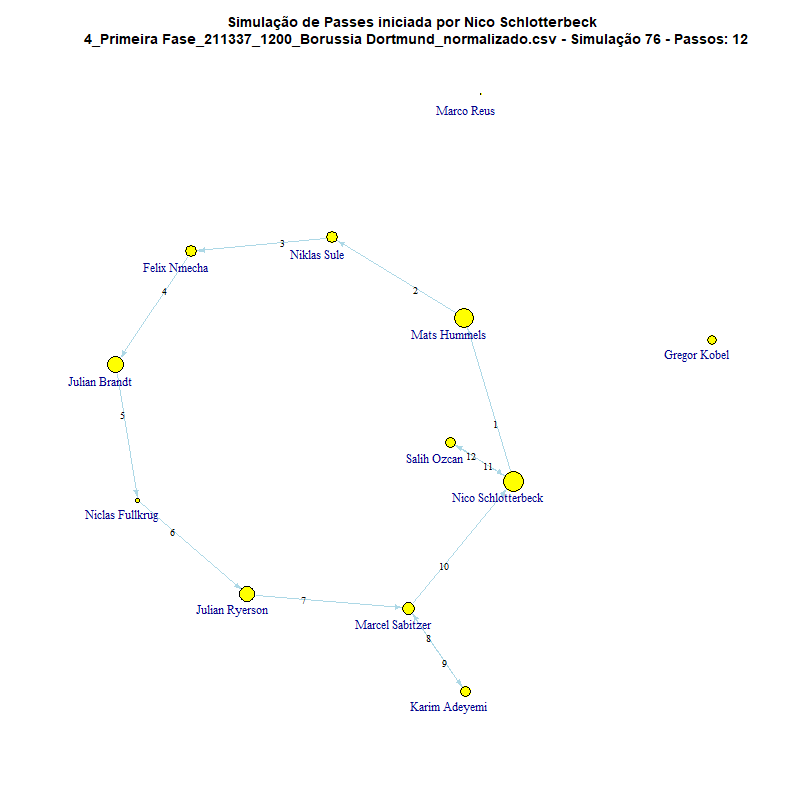 Simulação de Passes iniciada por Nico Schlotterbeck
4_Primeira Fase_211337_1200_Borussia Dortmund_normalizado.csv - Simulação 76 - Passos: 12
Marco Reus
3
Niklas Sule
Felix Nmecha
4
2
Mats Hummels
Gregor Kobel
Julian Brandt
5
1
Salih Ozcan
12
11
Nico Schlotterbeck
Niclas Fullkrug
6
10
7
Julian Ryerson
Marcel Sabitzer
8
9
Karim Adeyemi